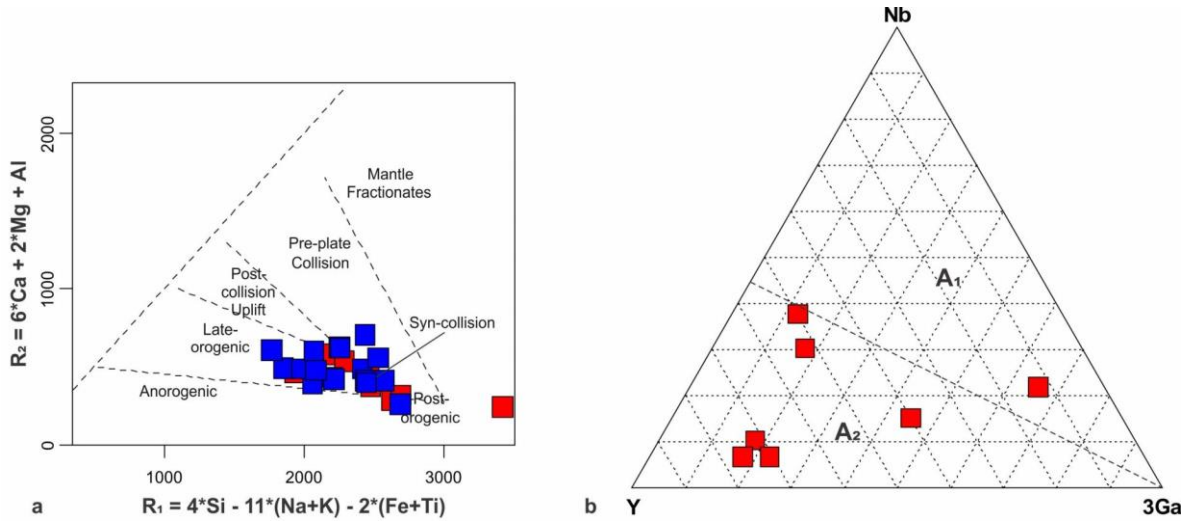 R₂ = 6*Ca + 2*Mg + Al
2000
1000
0
Mantle
Fractionates
Pre-plate
Collision
Post-
collision
Uplift
Late-
orogenic
Syn-collision
Anorogenic
Post-
orogenic
1000
2000
3000
a
R₁ = 4*Si - 11*(Na+K) - 2*(Fe+Ti)
Nb
A₁
A₂
Y
3Ga
b